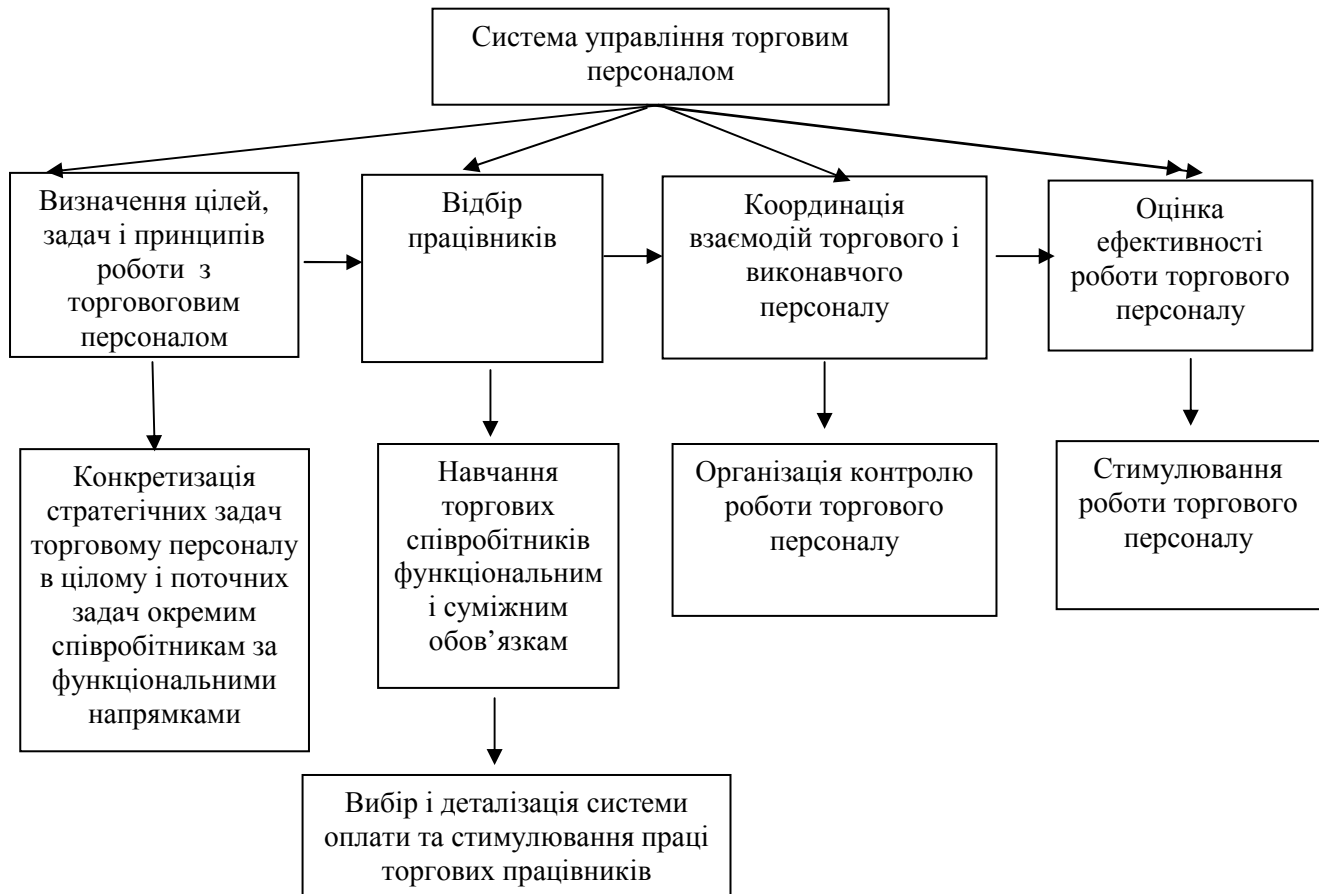 Система управління торговим
персоналом
Визначення цілей,
задач і принципів
роботи з
торговоговим
персоналом
Відбір
працівників
Координація
взаємодій торгового і
виконавчого
персоналу
Оцінка
ефективності
роботи торгового
персоналу
Конкретизація
стратегічних задач
торговому персоналу
в цілому і поточних
задач окремим
співробітникам за
функціональними
напрямками
Навчання
торгових
співробітників
функціональним
і суміжним
обов’язкам
Організація контролю
роботи торгового
персоналу
Стимулювання
роботи торгового
персоналу
Вибір і деталізація системи
оплати та стимулювання праці
торгових працівників